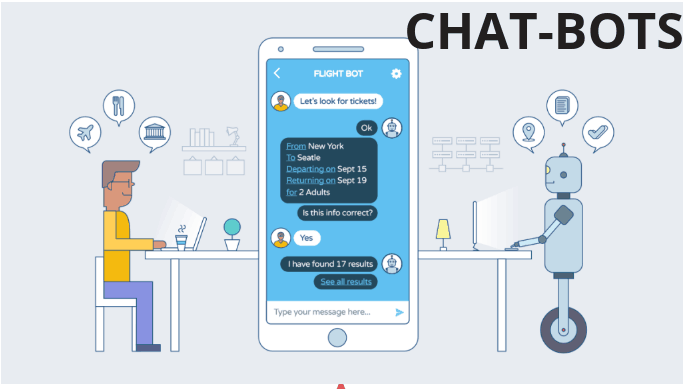 CHAT-BOTS
FLIGHT BOT
Let's look for tickets!
Ok
From New York
To Seatle
Departing on Sept 15
Returning on Sept 19
for 2 Adults
Is this info correct?
Yes
I have found 17 results
See all results
Type your message here...